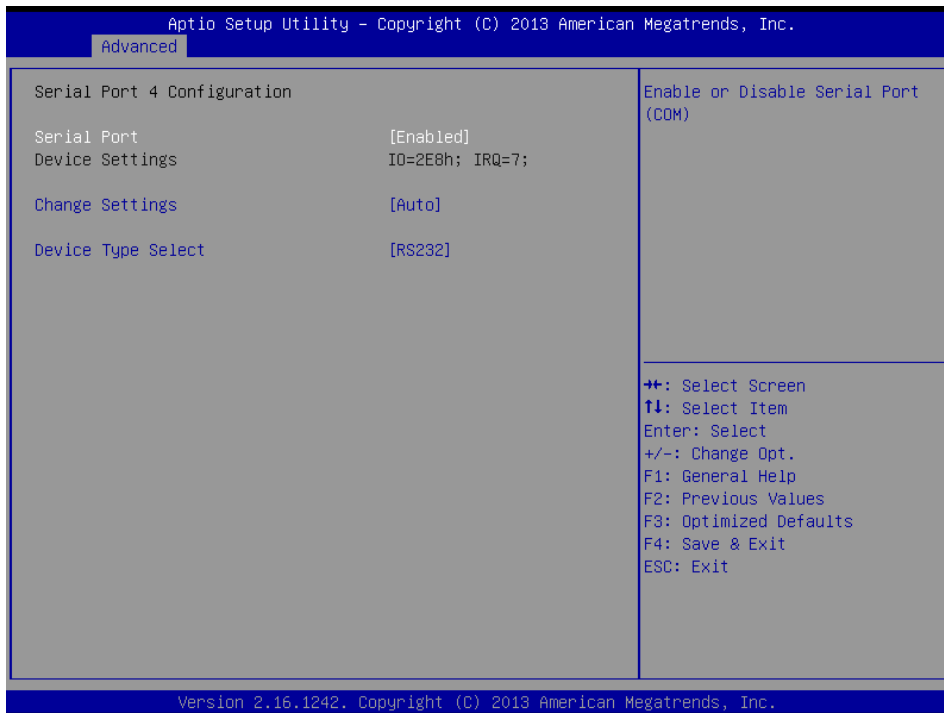 Aptio Setup Utility – Copyright (C) 2013 American Megatrends, Inc.
Advanced
Serial Port 4 Configuration
Serial Port [Enabled]
Device Settings IO=2E8h; IRQ=7;
Change Settings [Auto]
Device Type Select [RS232]
Enable or Disable Serial Port
(COM)
→←: Select Screen
↑↓: Select Item
Enter: Select
+/-: Change Opt.
F1: General Help
F2: Previous Values
F3: Optimized Defaults
F4: Save & Exit
ESC: Exit
Version 2.16.1242. Copyright (C) 2013 American Megatrends, Inc.